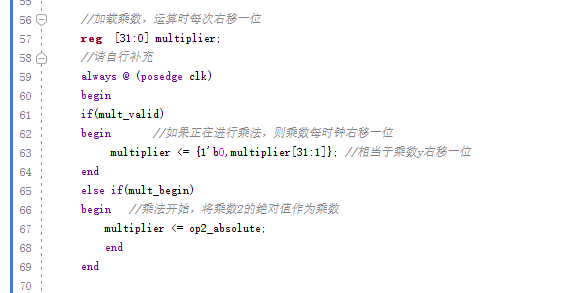 56 //加载乘数，运算时每次右移一位
57 reg [31:0] multiplier;
58 //请自行补充
59 always @ (posedge clk)
60 begin
61 if(mult_valid)
62 begin //如果正在进行乘法，则乘数每时钟右移一位
63 multiplier <= {1'b0,multiplier[31:1]}; //相当于乘数y右移一位
64 end
65 else if(mult_begin)
66 begin //乘法开始，将乘数2的绝对值作为乘数
67 multiplier <= op2_absolute;
68 end
69 end
70